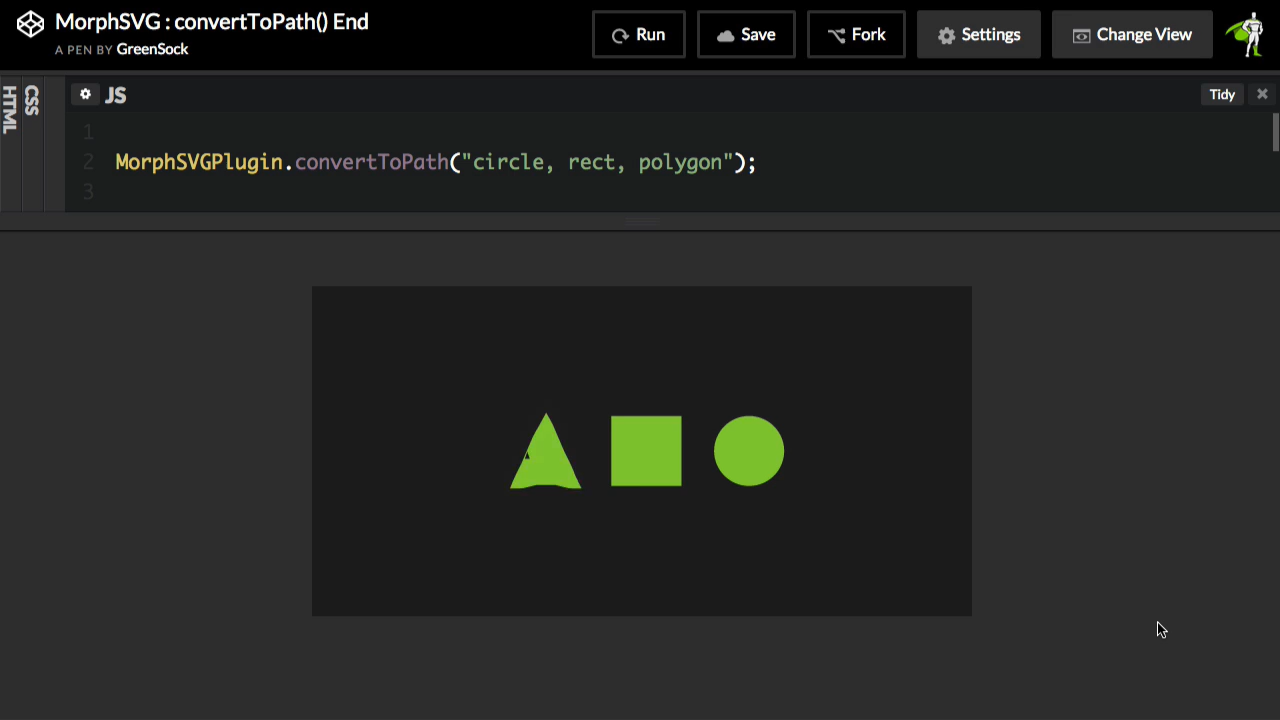 MorphSVG : convertToPath() End
A PEN BY GreenSock
Run
Save
Fork
Settings
Change View
HTML
CSS
JS
Tidy
1
2 MorphSVGPlugin.convertToPath("circle, rect, polygon");
3